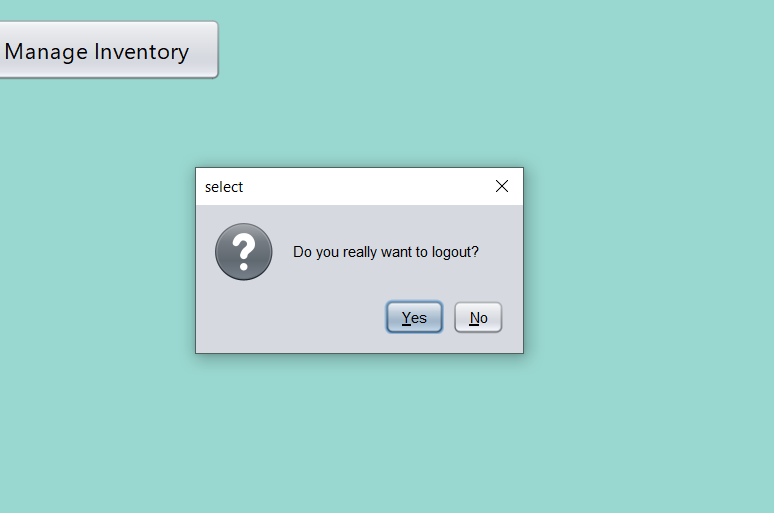 Manage Inventory
select
Do you really want to logout?
Yes No